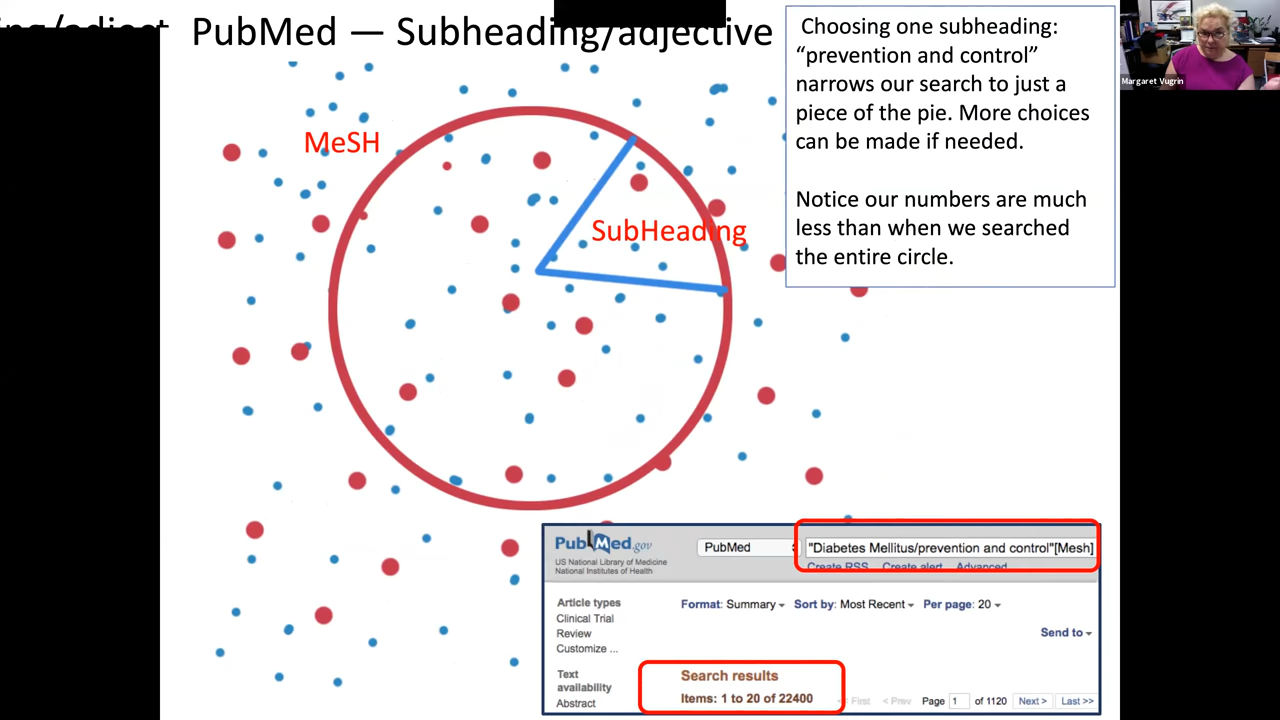 ng/adject
PubMed — Subheading/adjective
Choosing one subheading:
“prevention and control”
narrows our search to just a
piece of the pie. More choices
can be made if needed.
Notice our numbers are much
less than when we searched
the entire circle.
Margaret Vugrin
MeSH
SubHeading
PubMed.gov
US National Library of Medicine
National Institutes of Health
PubMed
"Diabetes Mellitus/prevention and control"[Mesh]
Create RSS Create alert Advanced
Article types
Clinical Trial
Review
Customize ...
Text
availability
Abstract
Format: Summary Sort by: Most Recent Per page: 20
Send to
Search results
Items: 1 to 20 of 22400
<< First < Prev Page 1 of 1120 Next > Last >>